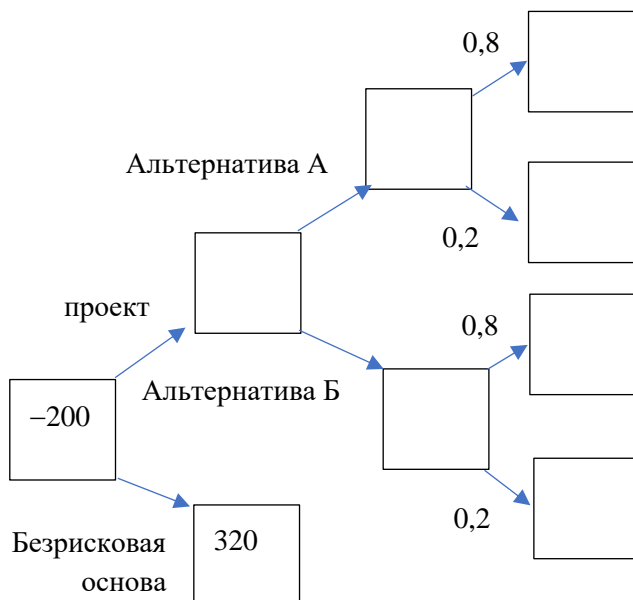 0,8
Альтернатива А
0,2
проект
0,8
Альтернатива Б
–200
0,2
Безрисковая
основа
320